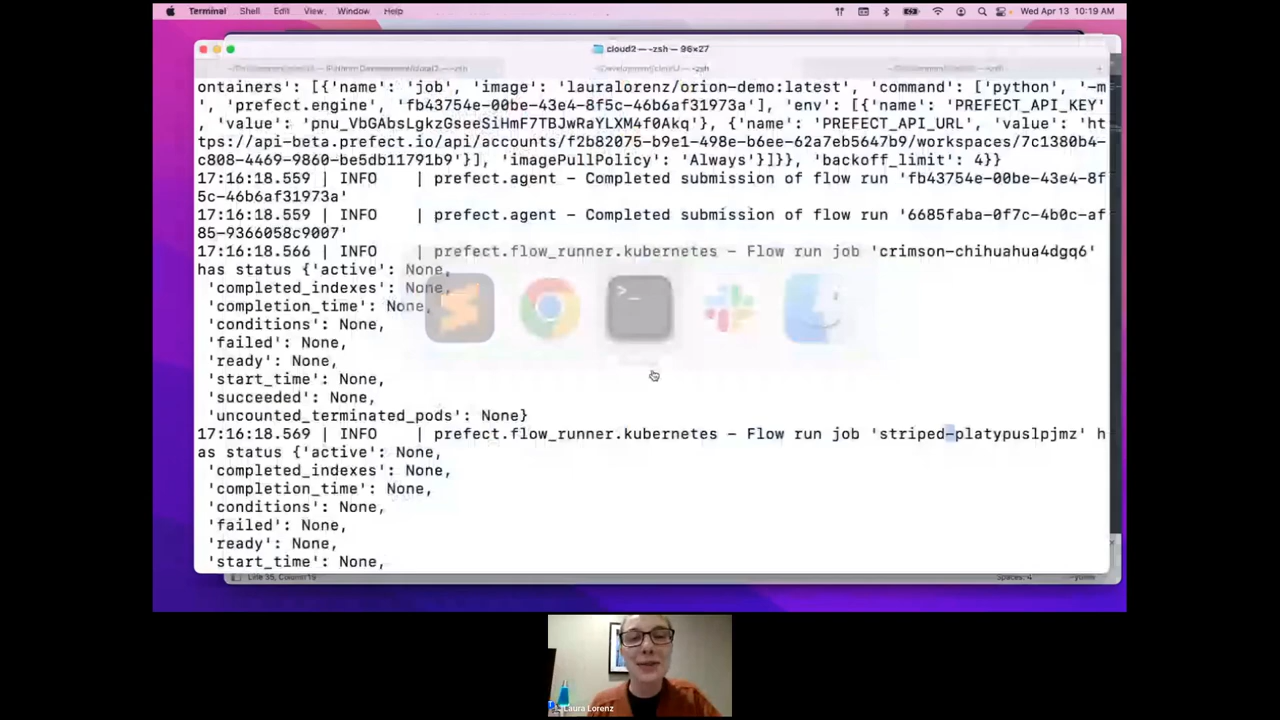 Terminal Shell Edit View Window Help Wed Apr 13 10:19 AM
cloud2 — -zsh — 96×27
ontainers': [{'name': 'job', 'image': 'lauralorenz/orion-demo:latest', 'command': ['python', '-m
', 'prefect.engine', 'fb43754e-00be-43e4-8f5c-46b6af31973a'], 'env': [{'name': 'PREFECT_API_KEY'
, 'value': 'pnu_VbGAbsLgkzGseeSiHmF7TBJwRaYLXM4f0Akq'}, {'name': 'PREFECT_API_URL', 'value': 'ht
tps://api-beta.prefect.io/api/accounts/f2b82075-b9e1-498e-b6ee-62a7eb5647b9/workspaces/7c1380b4-
c808-4469-9860-be5db11791b9'}], 'imagePullPolicy': 'Always'}]}}, 'backoff_limit': 4}}
17:16:18.559 | INFO    | prefect.agent - Completed submission of flow run 'fb43754e-00be-43e4-8f
5c-46b6af31973a'
17:16:18.559 | INFO    | prefect.agent - Completed submission of flow run '6685faba-0f7c-4b0c-af
85-9366058c9007'
17:16:18.566 | INFO    | prefect.flow_runner.kubernetes - Flow run job 'crimson-chihuahua4dgq6'
has status {'active': None,
'completed_indexes': None,
'completion_time': None,
'conditions': None,
'failed': None,
'ready': None,
'start_time': None,
'succeeded': None,
'uncounted_terminated_pods': None}
17:16:18.569 | INFO    | prefect.flow_runner.kubernetes - Flow run job 'striped-platypuslpjmz' h
as status {'active': None,
'completed_indexes': None,
'completion_time': None,
'conditions': None,
'failed': None,
'ready': None,
'start_time': None,
Line 35, Column 19 Spaces: 4
Laura Lorenz